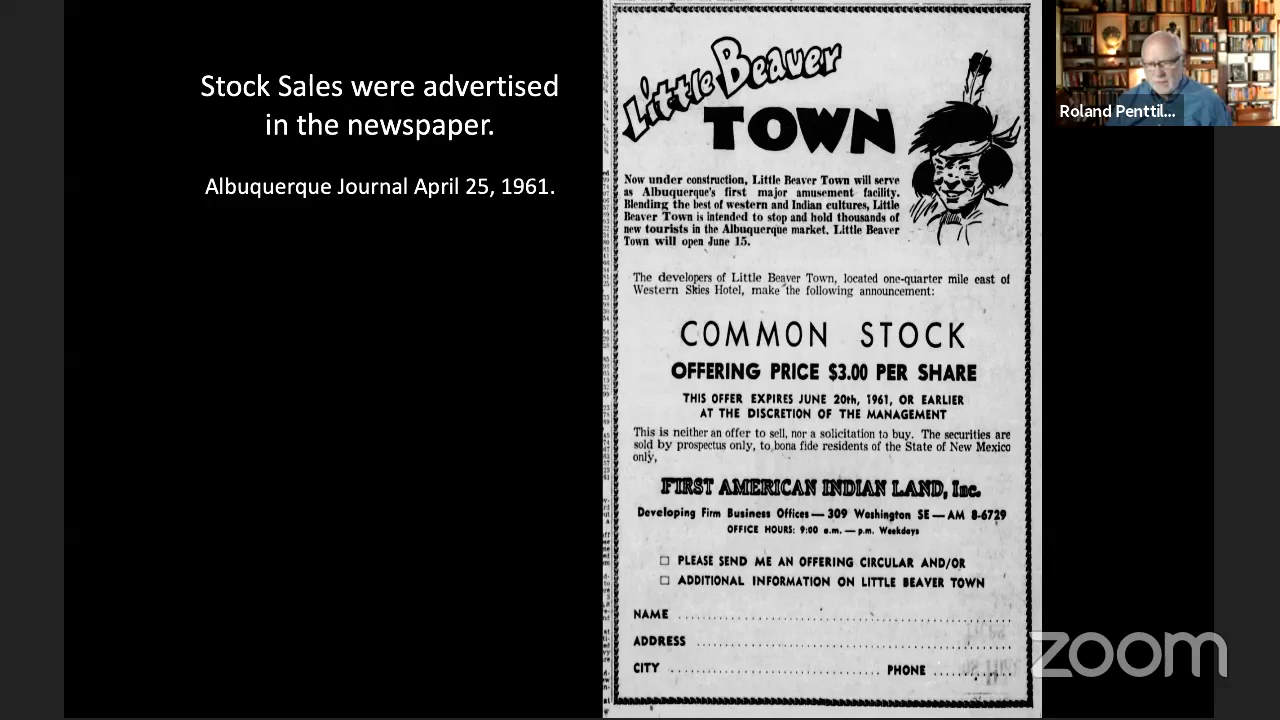 Stock Sales were advertised
in the newspaper.
Albuquerque Journal April 25, 1961.
Little Beaver
TOWN
Now under construction, Little Beaver Town will serve
as Albuquerque's first major amusement facility.
Blending the best of western and Indian cultures, Little
Beaver Town is intended to stop and hold thousands of
new tourists in the Albuquerque market. Little Beaver
Town will open June 15.
The developers of Little Beaver Town, located one-quarter mile east of
Western Skies Hotel, make the following announcement:
COMMON STOCK
OFFERING PRICE $3.00 PER SHARE
THIS OFFER EXPIRES JUNE 20th, 1961, OR EARLIER
AT THE DISCRETION OF THE MANAGEMENT
This is neither an offer to sell, nor a solicitation to buy. The securities are
sold by prospectus only, to bona fide residents of the State of New Mexico
only,
FIRST AMERICAN INDIAN LAND, Inc.
Developing Firm Business Offices — 309 Washington SE — AM 8-6729
OFFICE HOURS: 9:00 a.m. — p.m. Weekdays
☐ PLEASE SEND ME AN OFFERING CIRCULAR AND/OR
☐ ADDITIONAL INFORMATION ON LITTLE BEAVER TOWN
NAME
ADDRESS
CITY PHONE
Roland Penttil...
zoom